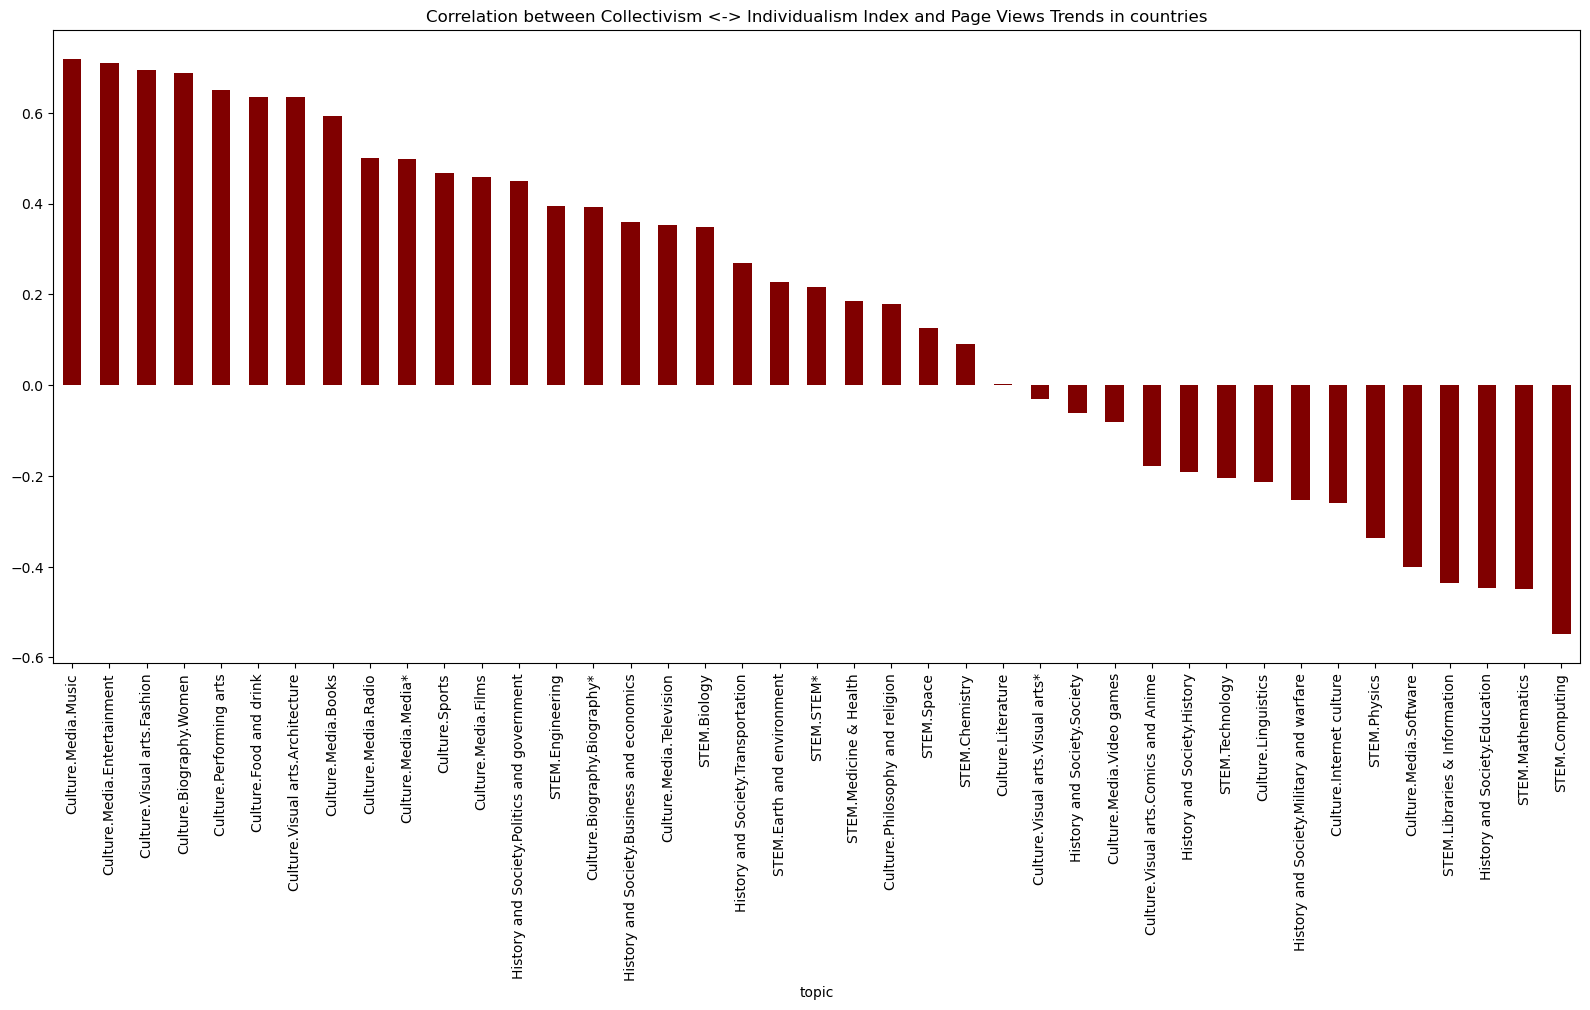 Correlation between Collectivism <-> Individualism Index and Page Views Trends in countries
0.6
0.4
0.2
0.0
−0.2
−0.4
−0.6
Culture.Media.Music
Culture.Media.Entertainment
Culture.Visual arts.Fashion
Culture.Biography.Women
Culture.Performing arts
Culture.Food and drink
Culture.Visual arts.Architecture
Culture.Media.Books
Culture.Media.Radio
Culture.Media.Media*
Culture.Sports
Culture.Media.Films
History and Society.Politics and government
STEM.Engineering
Culture.Biography.Biography*
History and Society.Business and economics
Culture.Media.Television
STEM.Biology
History and Society.Transportation
STEM.Earth and environment
STEM.STEM*
STEM.Medicine & Health
Culture.Philosophy and religion
STEM.Space
STEM.Chemistry
Culture.Literature
Culture.Visual arts.Visual arts*
History and Society.Society
Culture.Media.Video games
Culture.Visual arts.Comics and Anime
History and Society.History
STEM.Technology
Culture.Linguistics
History and Society.Military and warfare
Culture.Internet culture
STEM.Physics
Culture.Media.Software
STEM.Libraries & Information
History and Society.Education
STEM.Mathematics
STEM.Computing
topic